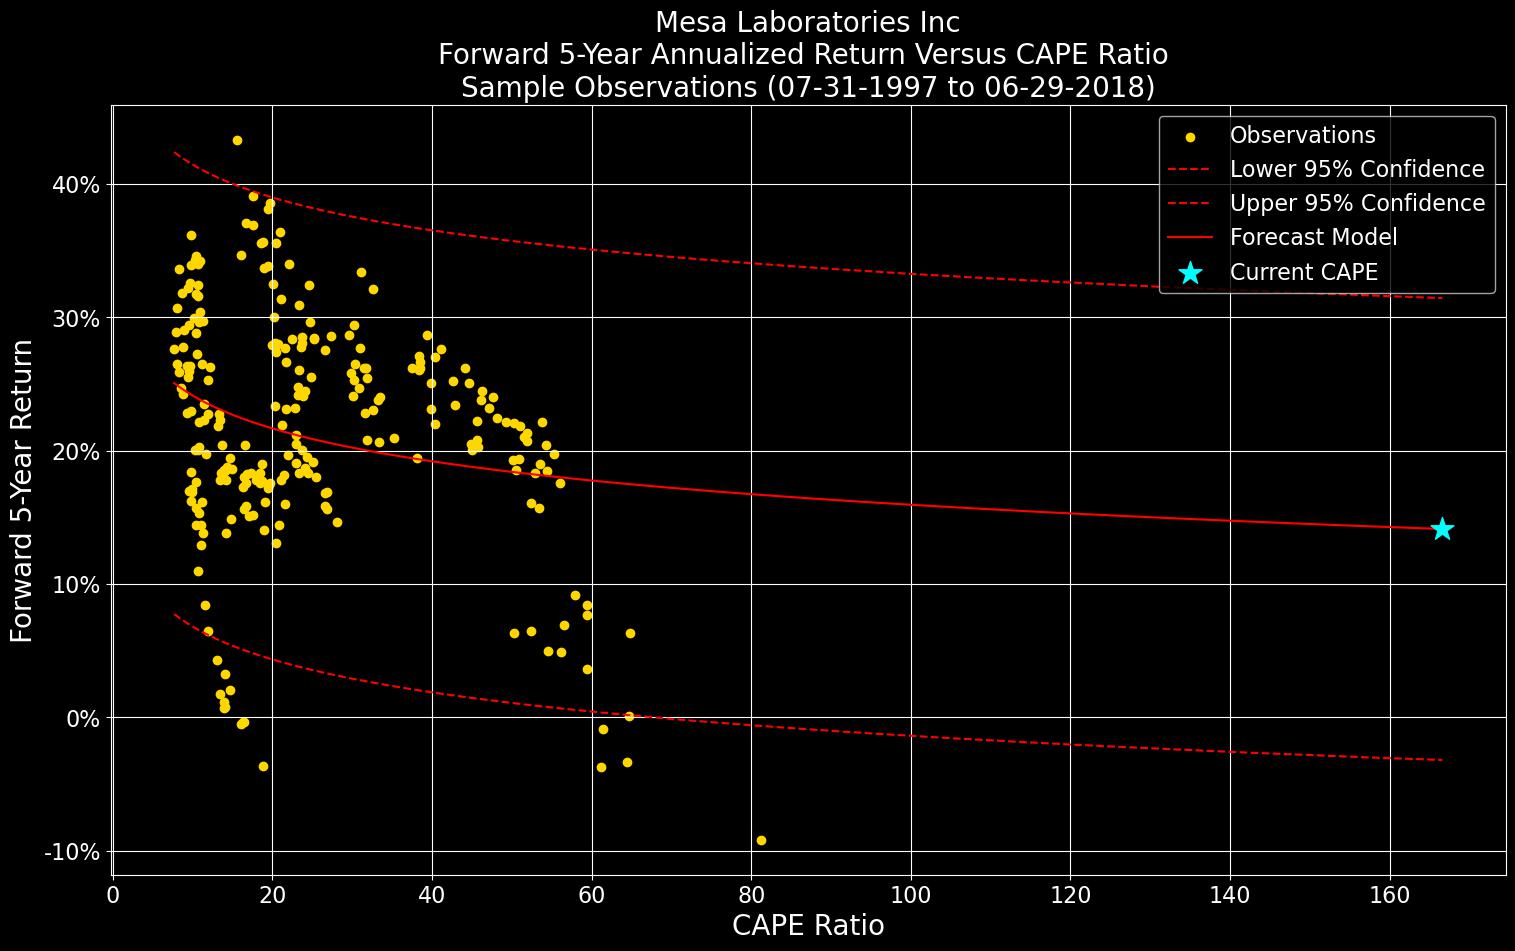 Mesa Laboratories Inc
Forward 5-Year Annualized Return Versus CAPE Ratio
Sample Observations (07-31-1997 to 06-29-2018)
Observations
Lower 95% Confidence
Upper 95% Confidence
Forecast Model
Current CAPE
Forward 5-Year Return
40%
30%
20%
10%
0%
-10%
0 20 40 60 80 100 120 140 160
CAPE Ratio